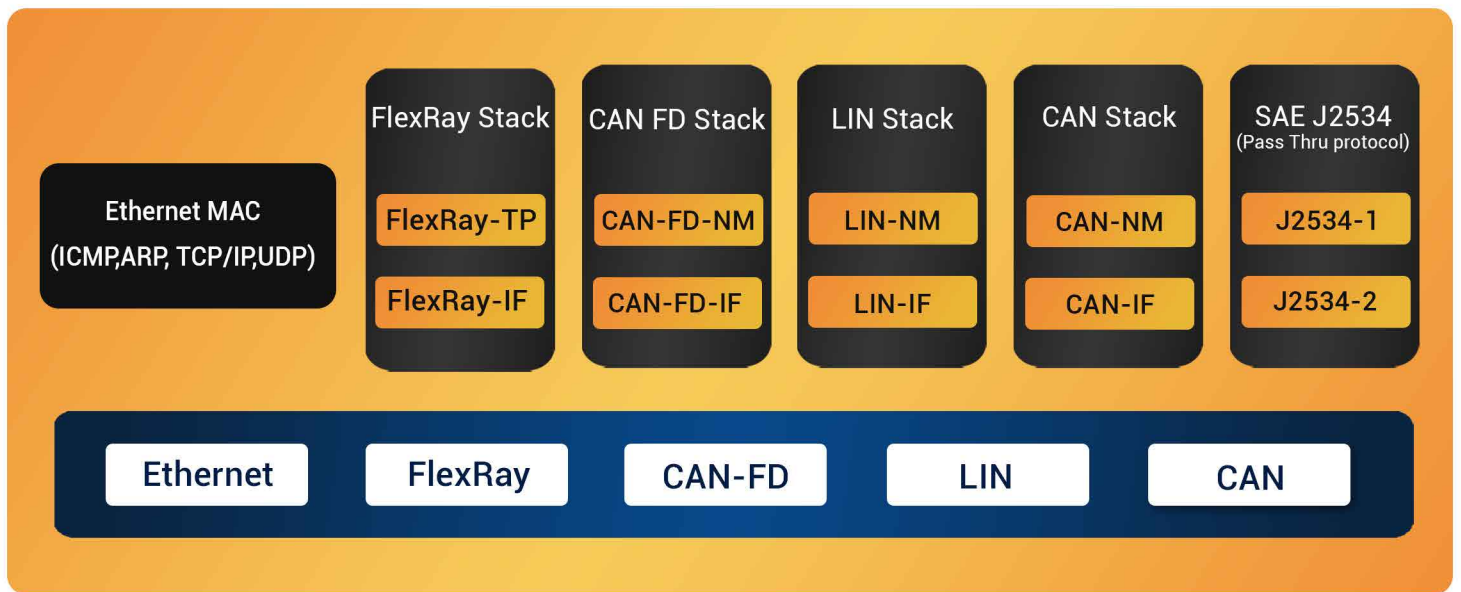 Ethernet MAC
(ICMP,ARP, TCP/IP,UDP)
FlexRay Stack
FlexRay-TP
FlexRay-IF
CAN FD Stack
CAN-FD-NM
CAN-FD-IF
LIN Stack
LIN-NM
LIN-IF
CAN Stack
CAN-NM
CAN-IF
SAE J2534
(Pass Thru protocol)
J2534-1
J2534-2
Ethernet
FlexRay
CAN-FD
LIN
CAN